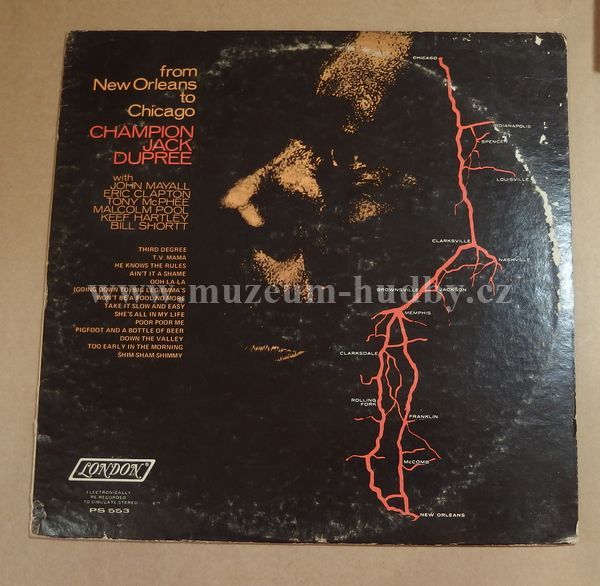 from
New Orleans
to
Chicago
CHAMPION
JACK
DUPREE
with
JOHN MAYALL
ERIC CLAPTON
TONY McPHEE
MALCOLM POOL
KEEF HARTLEY
BILL SHORTT
THIRD DEGREE
T.V. MAMA
HE KNOWS THE RULES
AIN'T IT A SHAME
OOH-LA-LA
(GOING DOWN TO) BIG LEG EMMA'S
WON'T BE A FOOL NO MORE
TAKE IT SLOW AND EASY
SHE'S ALL IN MY LIFE
POOR POOR ME
PIGFOOT AND A BOTTLE OF BEER
DOWN THE VALLEY
TOO EARLY IN THE MORNING
SHIM-SHAM-SHIMMY
LONDON
ELECTRONICALLY
RE-RECORDED
TO SIMULATE STEREO
PS 553
CHICAGO
INDIANAPOLIS
SPENCER
LOUISVILLE
CLARKSVILLE
NASHVILLE
BROWNSVILLE
JACKSON
MEMPHIS
CLARKSDALE
ROLLING
FORK
FRANKLIN
McCOMB
NEW ORLEANS
www.muzeum-hudby.cz